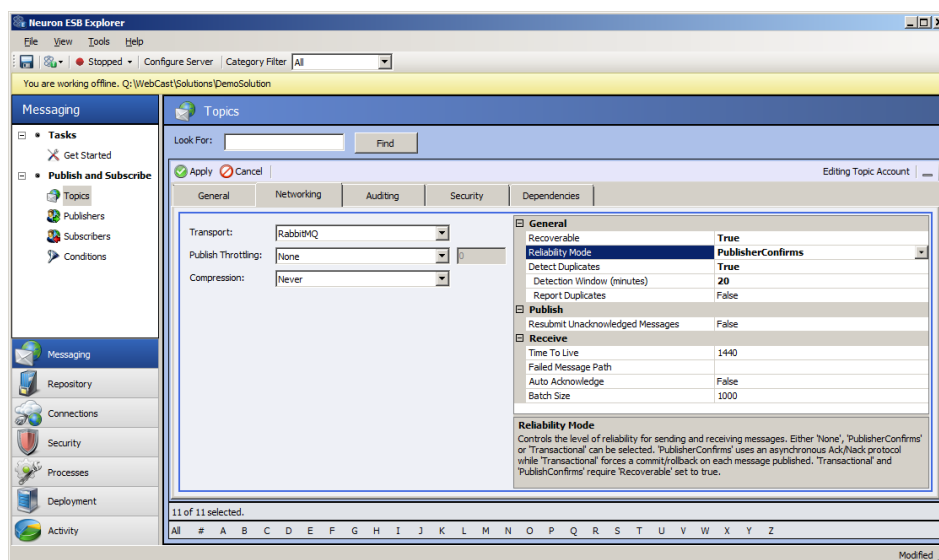 Neuron ESB Explorer
File View Tools Help
Stopped Configure Server Category Filter All
You are working offline. Q:\WebCast\Solutions\DemoSolution
Messaging
Tasks
Get Started
Publish and Subscribe
Topics
Publishers
Subscribers
Conditions
Messaging
Repository
Connections
Security
Processes
Deployment
Activity
Topics
Look For: Find
Apply Cancel Editing Topic Account
General Networking Auditing Security Dependencies
Transport: RabbitMQ
Publish Throttling: None 0
Compression: Never
General
Recoverable True
Reliability Mode PublisherConfirms
Detect Duplicates True
Detection Window (minutes) 20
Report Duplicates False
Publish
Resubmit Unacknowledged Messages False
Receive
Time To Live 1440
Failed Message Path
Auto Acknowledge False
Batch Size 1000
Reliability Mode
Controls the level of reliability for sending and receiving messages. Either 'None', 'PublisherConfirms'
or 'Transactional' can be selected. 'PublisherConfirms' uses an asynchronous Ack/Nack protocol
while 'Transactional' forces a commit/rollback on each message published. 'Transactional' and
'PublishConfirms' require 'Recoverable' set to true.
11 of 11 selected.
All # A B C D E F G H I J K L M N O P Q R S T U V W X Y Z
Modified